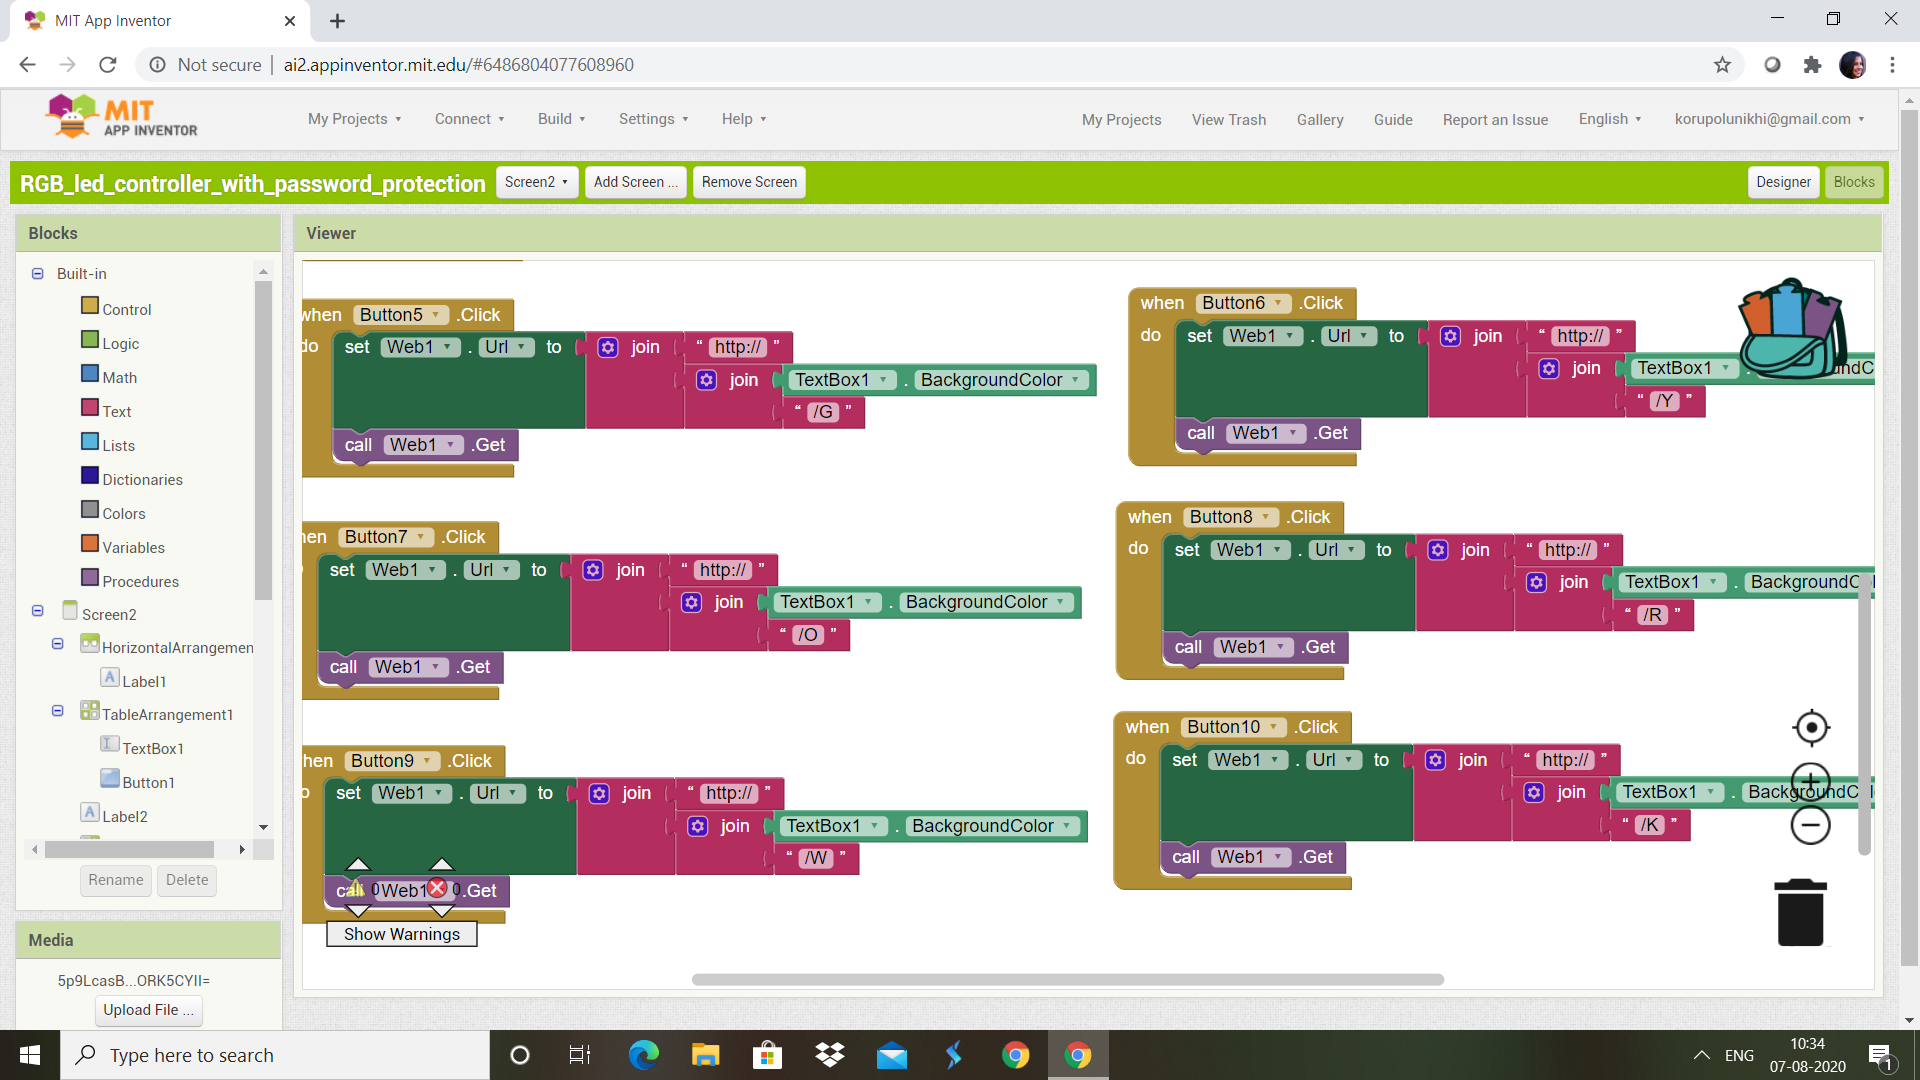 MIT App Inventor
Not secure
ai2.appinventor.mit.edu/#6486804077608960
MIT
APP INVENTOR
My Projects
Connect
Build
Settings
Help
My Projects
View Trash
Gallery
Guide
Report an Issue
English
korupolunikhi@gmail.com
RGB_led_controller_with_password_protection
Screen2
Add Screen ...
Remove Screen
Designer
Blocks
Blocks
Built-in
Control
Logic
Math
Text
Lists
Dictionaries
Colors
Variables
Procedures
Screen2
HorizontalArrangemen
Label1
TableArrangement1
TextBox1
Button1
Label2
Rename
Delete
Media
5p9LcasB...ORK5CYII=
Upload File ...
Viewer
when Button5 .Click
do set Web1 . Url to join " http:// "
join TextBox1 . BackgroundColor
" /G "
call Web1 .Get
when Button6 .Click
do set Web1 . Url to join " http:// "
join TextBox1 . ndC
" /Y "
call Web1 .Get
hen Button7 .Click
set Web1 . Url to join " http:// "
join TextBox1 . BackgroundColor
" /O "
call Web1 .Get
when Button8 .Click
do set Web1 . Url to join " http:// "
join TextBox1 . BackgroundCol
" /R "
call Web1 .Get
hen Button9 .Click
o set Web1 . Url to join " http:// "
join TextBox1 . BackgroundColor
" /W "
call Web1 .Get
0 0
Show Warnings
when Button10 .Click
do set Web1 . Url to join " http:// "
join TextBox1 . BackgroundCol
" /K "
call Web1 .Get
Type here to search
ENG
10:34
07-08-2020
1